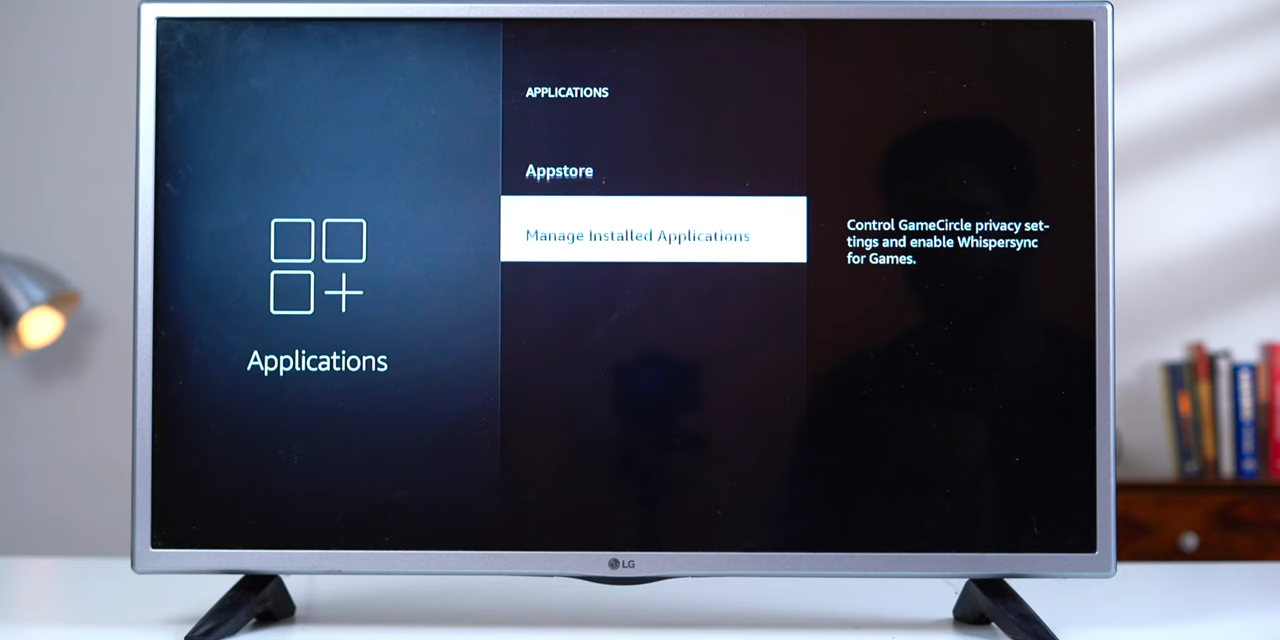 APPLICATIONS
Appstore
Manage Installed Applications
Control GameCircle privacy set-
tings and enable Whispersync
for Games.
Applications
LG